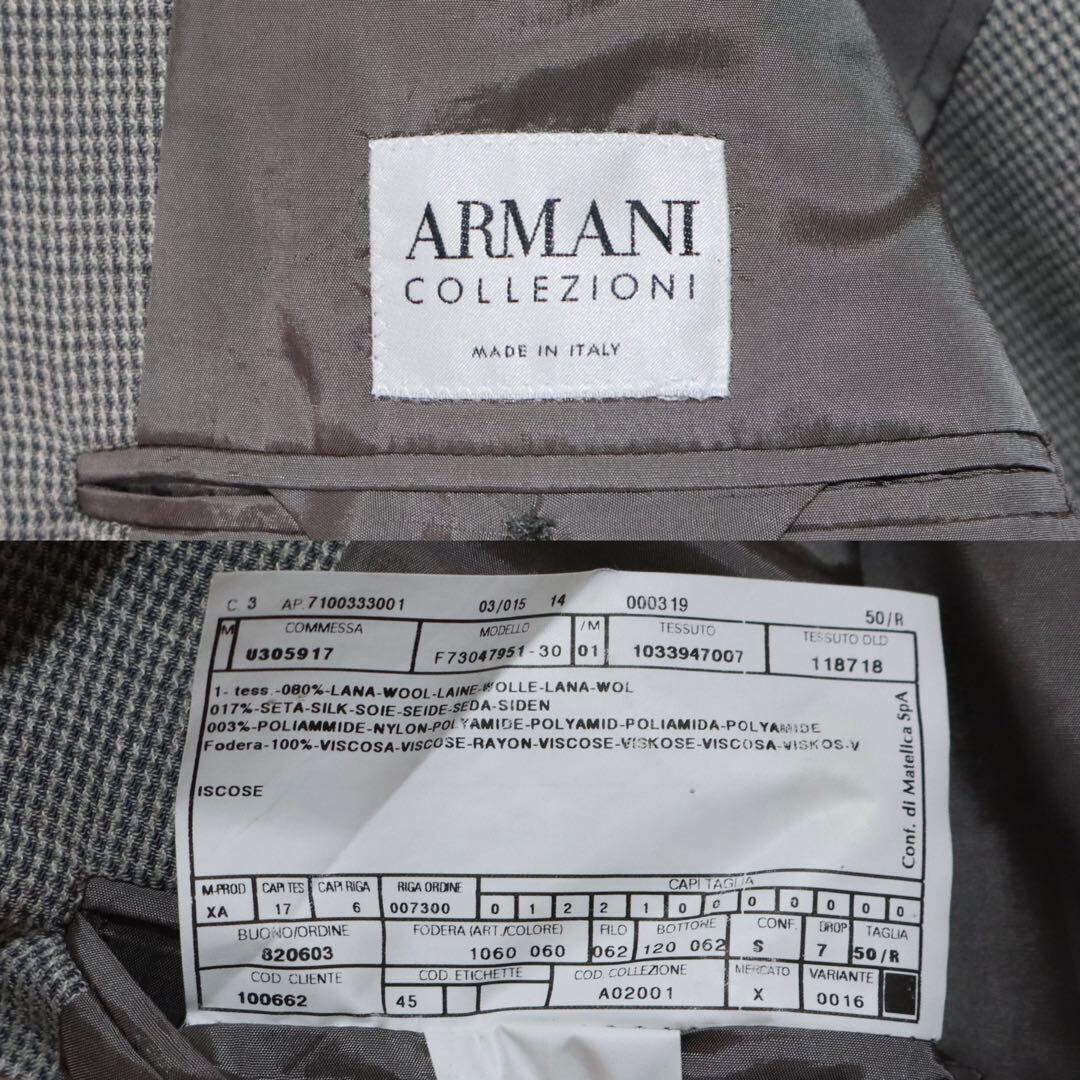 ARMANI
COLLEZIONI
MADE IN ITALY
C. 3 AP.7100333001 03/015 14 000319 50/R
M COMMESSA MODELLO /M TESSUTO TESSUTO OLD
U305917 F73047951-30 01 1033947007 118718
1- tess.-080%-LANA-WOOL-LAINE-WOLLE-LANA-WOL
017%-SETA-SILK-SOIE-SEIDE-SEDA-SIDEN
003%-POLIAMMIDE-NYLON-POLYAMIDE-POLYAMID-POLIAMIDA-POLYAMIDE
Fodera-100%-VISCOSA-VISCOSE-RAYON-VISCOSE-VISKOSE-VISCOSA-VISKOS-V
ISCOSE
Conf. di Matelica SpA
M-PROD CAPI TES CAPI RIGA RIGA ORDINE CAPI TAGLIA
XA 17 6 007300 0 1 2 2 1 0 0 0 0 0 0 0
BUONO/ORDINE FODERA (ART./COLORE) FILO BOTTONE CONF. DROP TAGLIA
820603 1060 060 062 120 062 S 7 50/R
COD CLIENTE COD. ETICHETTE COD. COLLEZIONE MERCATO VARIANTE
100662 45 A02001 X 0016